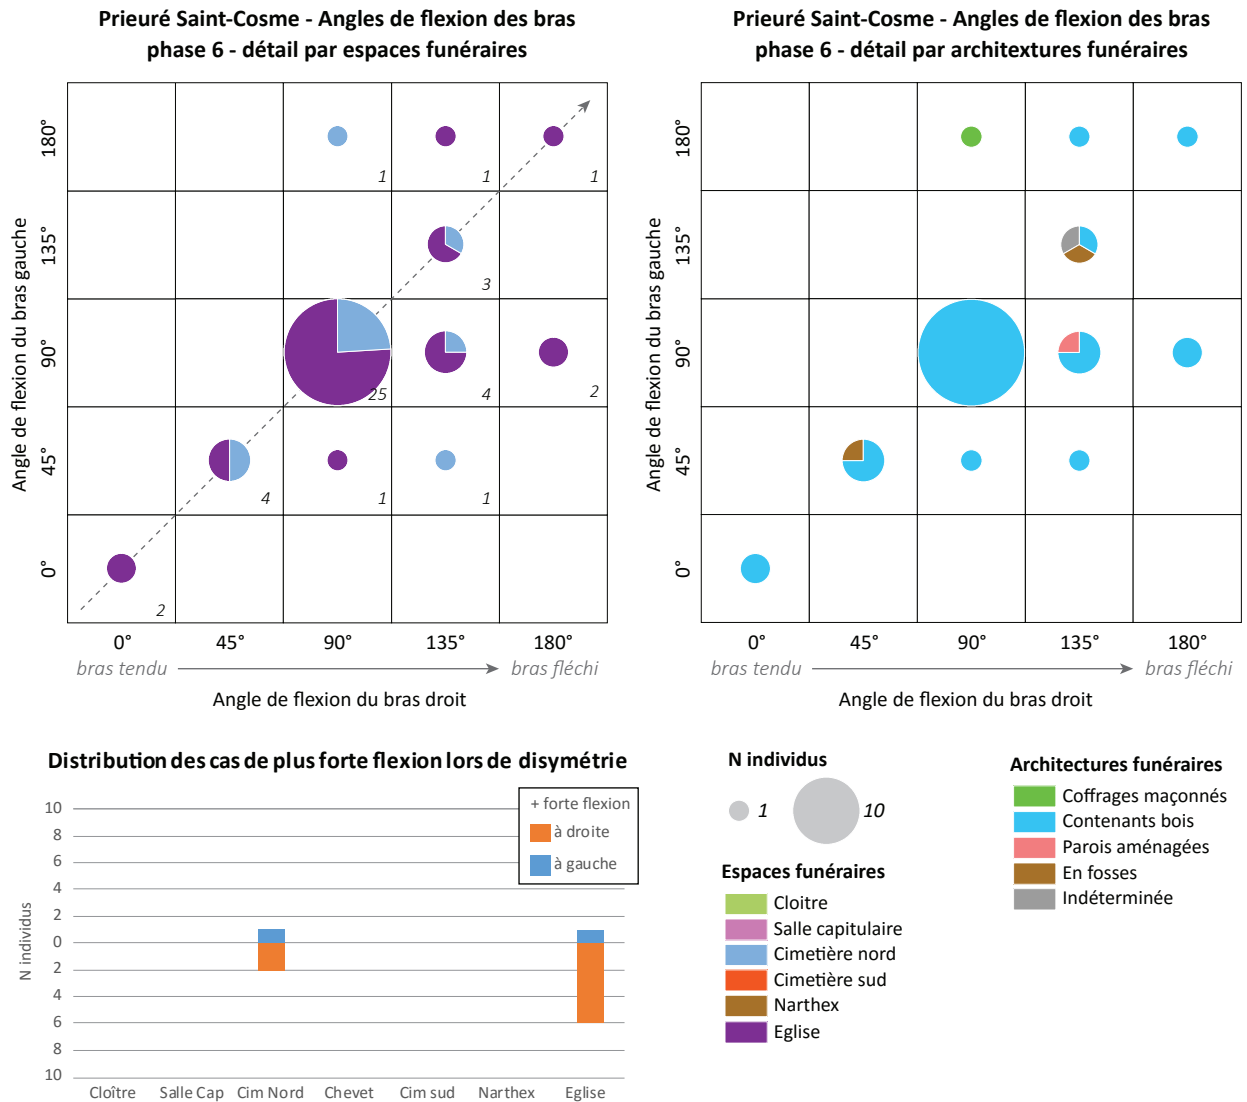 Prieuré Saint-Cosme - Angles de flexion des bras
phase 6 - détail par espaces funéraires
Angle de flexion du bras gauche
180°
1
1
1
135°
3
90°
25
4
2
45°
4
1
1
0°
2
0°
45°
90°
135°
180°
bras tendu
bras fléchi
Angle de flexion du bras droit
Prieuré Saint-Cosme - Angles de flexion des bras
phase 6 - détail par architextures funéraires
Angle de flexion du bras gauche
180°
135°
90°
45°
0°
0°
45°
90°
135°
180°
bras tendu
bras fléchi
Angle de flexion du bras droit
Distribution des cas de plus forte flexion lors de disymétrie
N individus
10
8
6
4
2
0
2
4
6
8
10
+ forte flexion
à droite
à gauche
Cloître
Salle Cap
Cim Nord
Chevet
Cim sud
Narthex
Eglise
N individus
1
10
Espaces funéraires
Cloitre
Salle capitulaire
Cimetière nord
Cimetière sud
Narthex
Eglise
Architectures funéraires
Coffrages maçonnés
Contenants bois
Parois aménagées
En fosses
Indéterminée